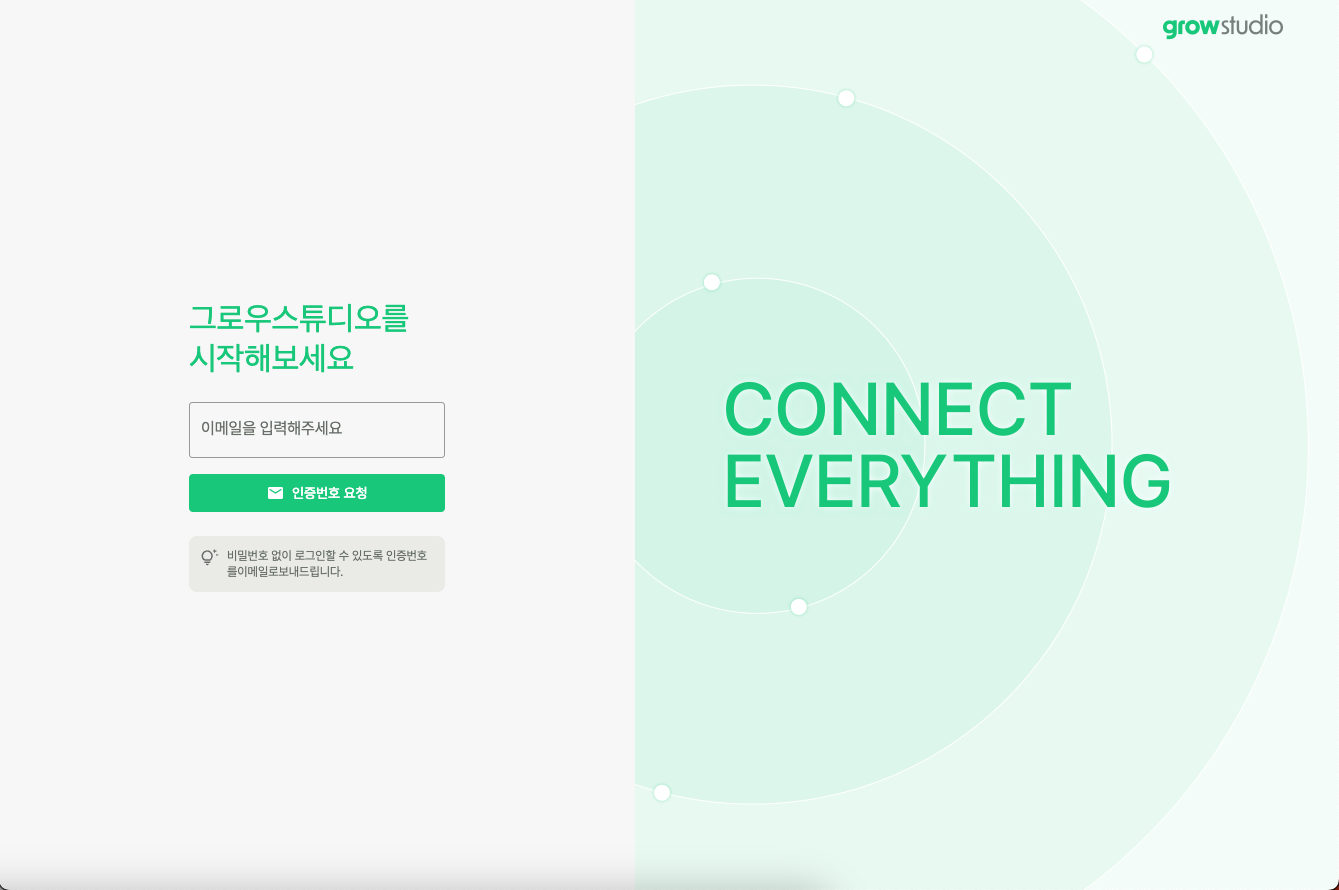 growstudio
그로우스튜디오를
시작해보세요
이메일을 입력해주세요
인증번호 요청
비밀번호 없이 로그인할 수 있도록 인증번호
를이메일로보내드립니다.
CONNECT
EVERYTHING